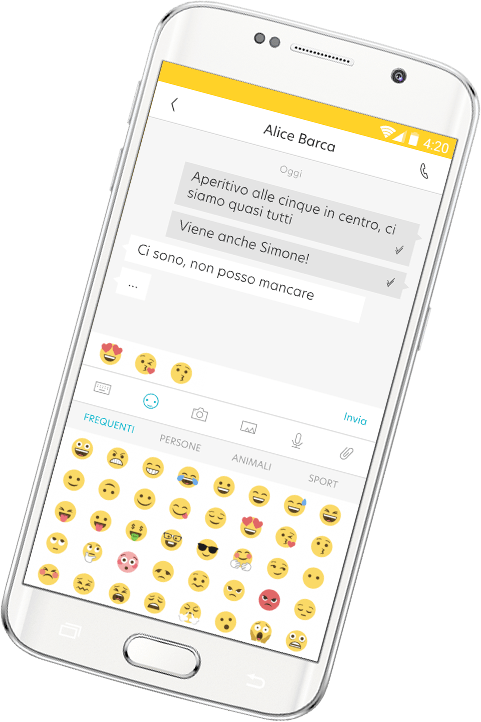 4:20
Alice Barca
Oggi
Aperitivo alle cinque in centro, ci
siamo quasi tutti
Viene anche Simone!
Ci sono, non posso mancare
...
Invio
FREQUENTI PERSONE ANIMALI SPORT